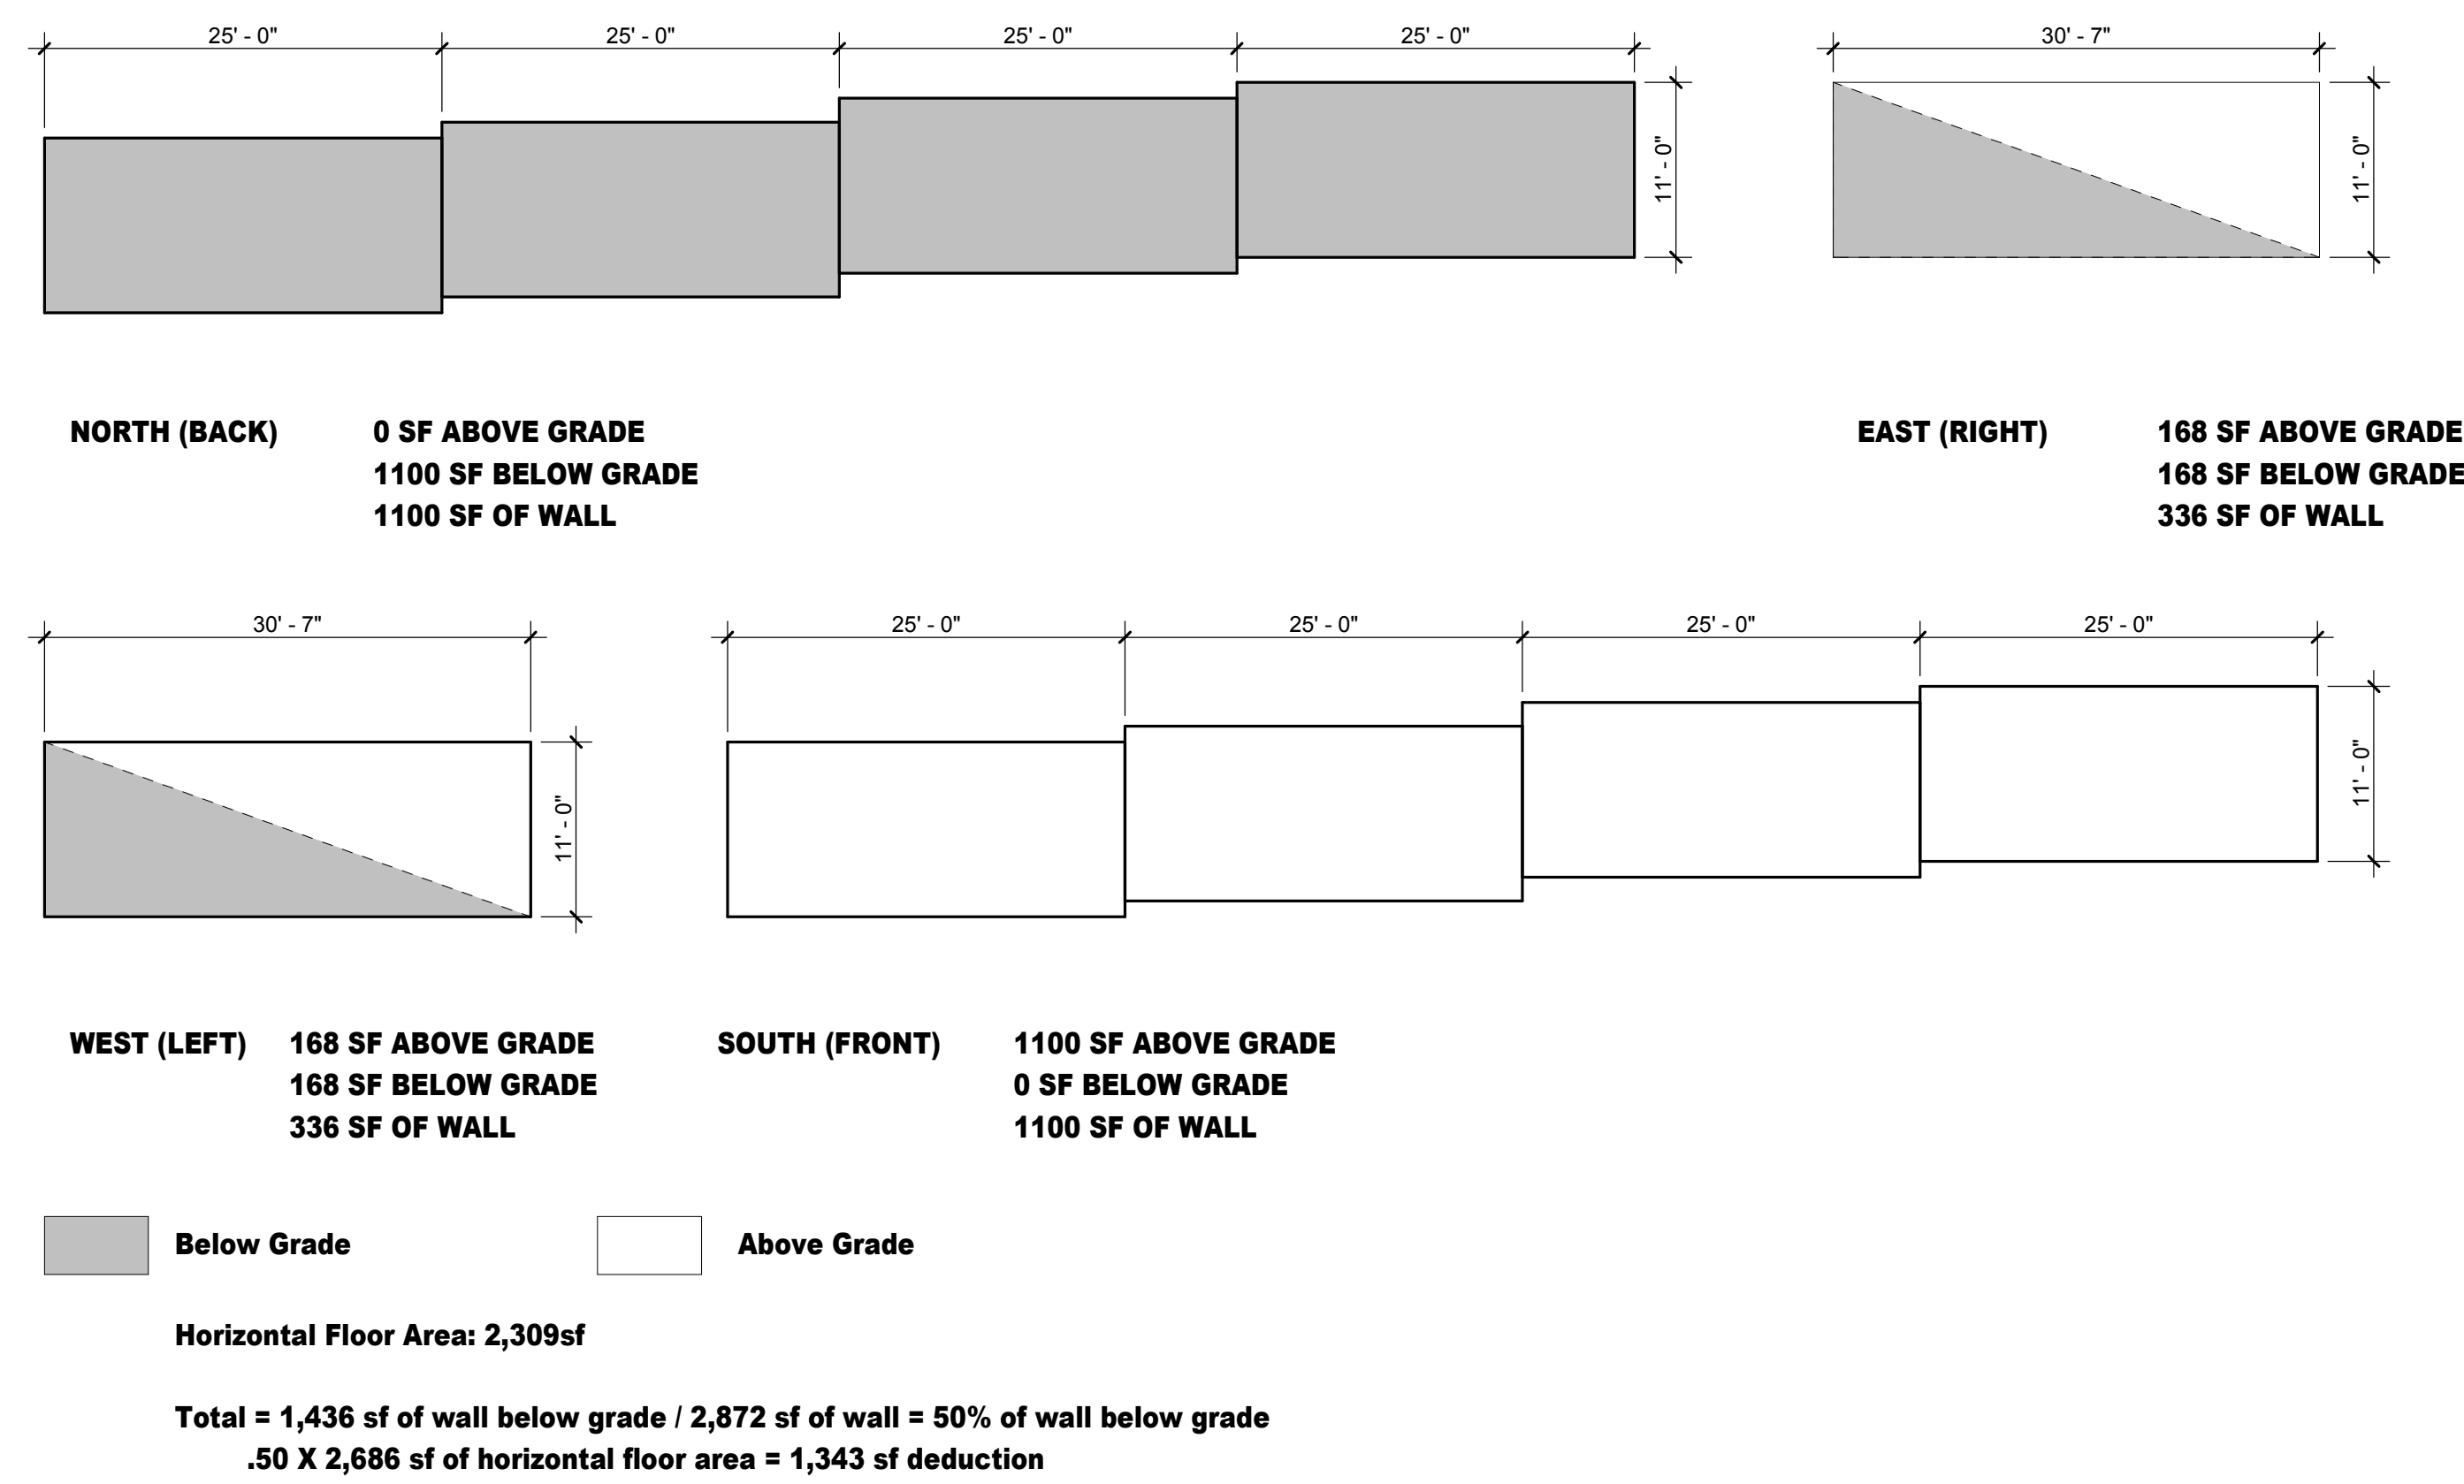 25' - 0" 25' - 0" 25' - 0" 25' - 0" 30' - 7"
11' - 0" 11' - 0"
NORTH (BACK) 0 SF ABOVE GRADE
1100 SF BELOW GRADE
1100 SF OF WALL
EAST (RIGHT) 168 SF ABOVE GRADE
168 SF BELOW GRADE
336 SF OF WALL
30' - 7" 25' - 0" 25' - 0" 25' - 0" 25' - 0"
11' - 0" 11' - 0"
WEST (LEFT) 168 SF ABOVE GRADE
168 SF BELOW GRADE
336 SF OF WALL
SOUTH (FRONT) 1100 SF ABOVE GRADE
0 SF BELOW GRADE
1100 SF OF WALL
Below Grade Above Grade
Horizontal Floor Area: 2,309sf
Total = 1,436 sf of wall below grade / 2,872 sf of wall = 50% of wall below grade
.50 X 2,686 sf of horizontal floor area = 1,343 sf deduction